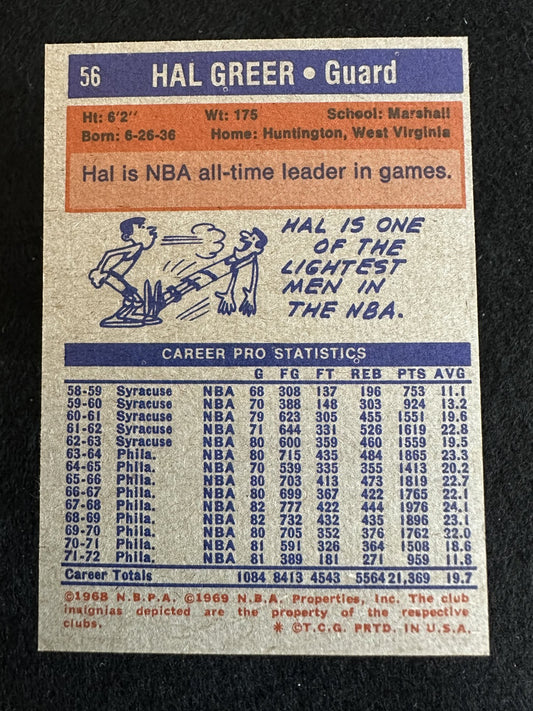 56 HAL GREER • Guard
Ht: 6'2" Wt: 175 School: Marshall
Born: 6-26-36 Home: Huntington, West Virginia
Hal is NBA all-time leader in games.
HAL IS ONE
OF THE
LIGHTEST
MEN IN
THE NBA.
CAREER PRO STATISTICS
G FG FT REB PTS AVG
58-59 Syracuse NBA 68 308 137 196 753 11.1
59-60 Syracuse NBA 70 388 148 303 924 13.2
60-61 Syracuse NBA 79 623 305 455 1551 19.6
61-62 Syracuse NBA 71 644 331 526 1619 22.8
62-63 Syracuse NBA 80 600 359 460 1559 19.5
63-64 Phila. NBA 80 715 435 484 1865 23.3
64-65 Phila. NBA 70 539 335 355 1413 20.2
65-66 Phila. NBA 80 703 413 473 1819 22.7
66-67 Phila. NBA 80 699 367 422 1765 22.1
67-68 Phila. NBA 82 777 422 444 1976 24.1
68-69 Phila. NBA 82 732 432 435 1896 23.1
69-70 Phila. NBA 80 705 352 376 1762 22.0
70-71 Phila. NBA 81 591 326 364 1508 18.6
71-72 Phila. NBA 81 389 181 271 959 11.8
Career Totals 1084 8413 4543 5564 21,369 19.7
©1968 N.B.P.A. ©1969 N.B.A. Properties, Inc. The club
insignias depicted are the property of the respective
clubs. * ©T.C.G. PRTD. IN U.S.A.